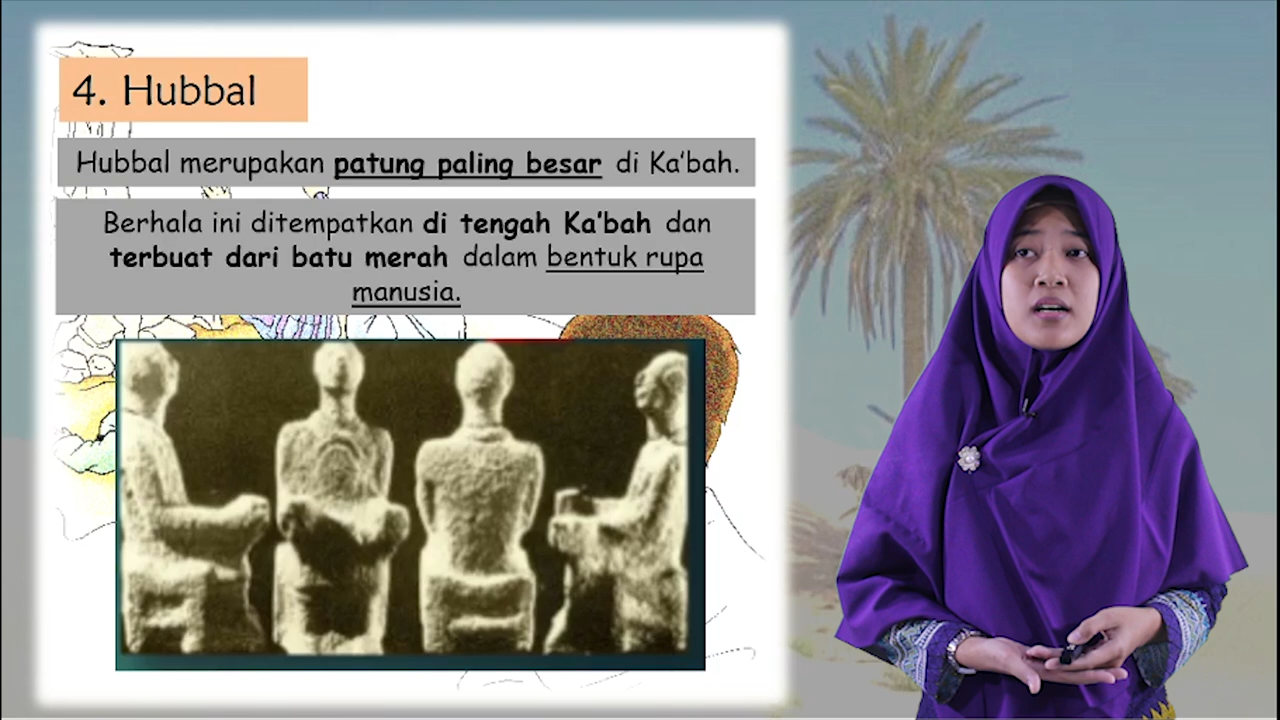 4. Hubbal
Hubbal merupakan patung paling besar di Ka'bah.
Berhala ini ditempatkan di tengah Ka'bah dan
terbuat dari batu merah dalam bentuk rupa
manusia.